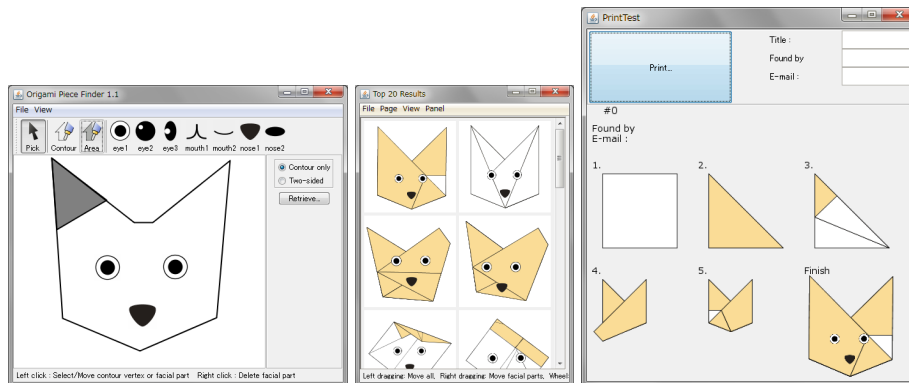 Origami Piece Finder 1.1
File View
Pick Contour Area eye1 eye2 eye3 mouth1 mouth2 nose1 nose2
Contour only
Two-sided
Retrieve...
Left click : Select/Move contour vertex or facial part Right click : Delete facial part
Top 20 Results
File Page View Panel
Left dragging: Move all, Right dragging: Move facial parts, Wheel:
PrintTest
Print...
Title :
Found by
E-mail :
#0
Found by
E-mail :
1. 2. 3.
4. 5. Finish